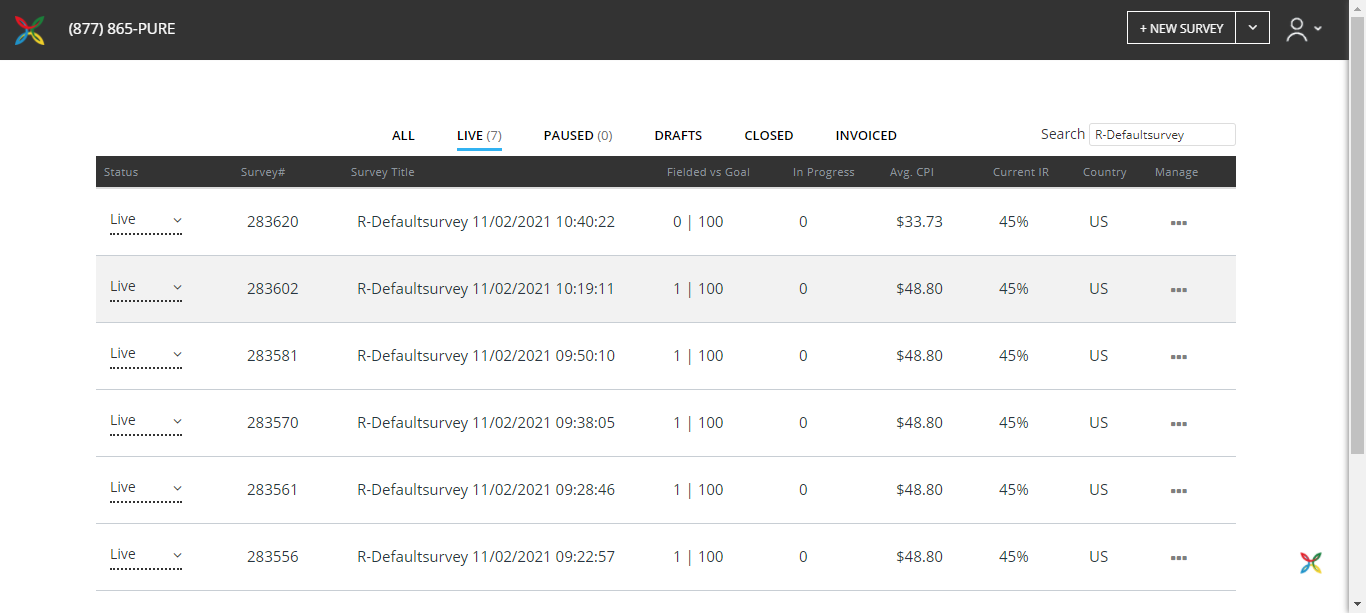 (877) 865-PURE
+ NEW SURVEY
ALL LIVE (7) PAUSED (0) DRAFTS CLOSED INVOICED Search R-Defaultsurvey
Status Survey# Survey Title Fielded vs Goal In Progress Avg. CPI Current IR Country Manage
Live 283620 R-Defaultsurvey 11/02/2021 10:40:22 0 | 100 0 $33.73 45% US
Live 283602 R-Defaultsurvey 11/02/2021 10:19:11 1 | 100 0 $48.80 45% US
Live 283581 R-Defaultsurvey 11/02/2021 09:50:10 1 | 100 0 $48.80 45% US
Live 283570 R-Defaultsurvey 11/02/2021 09:38:05 1 | 100 0 $48.80 45% US
Live 283561 R-Defaultsurvey 11/02/2021 09:28:46 1 | 100 0 $48.80 45% US
Live 283556 R-Defaultsurvey 11/02/2021 09:22:57 1 | 100 0 $48.80 45% US